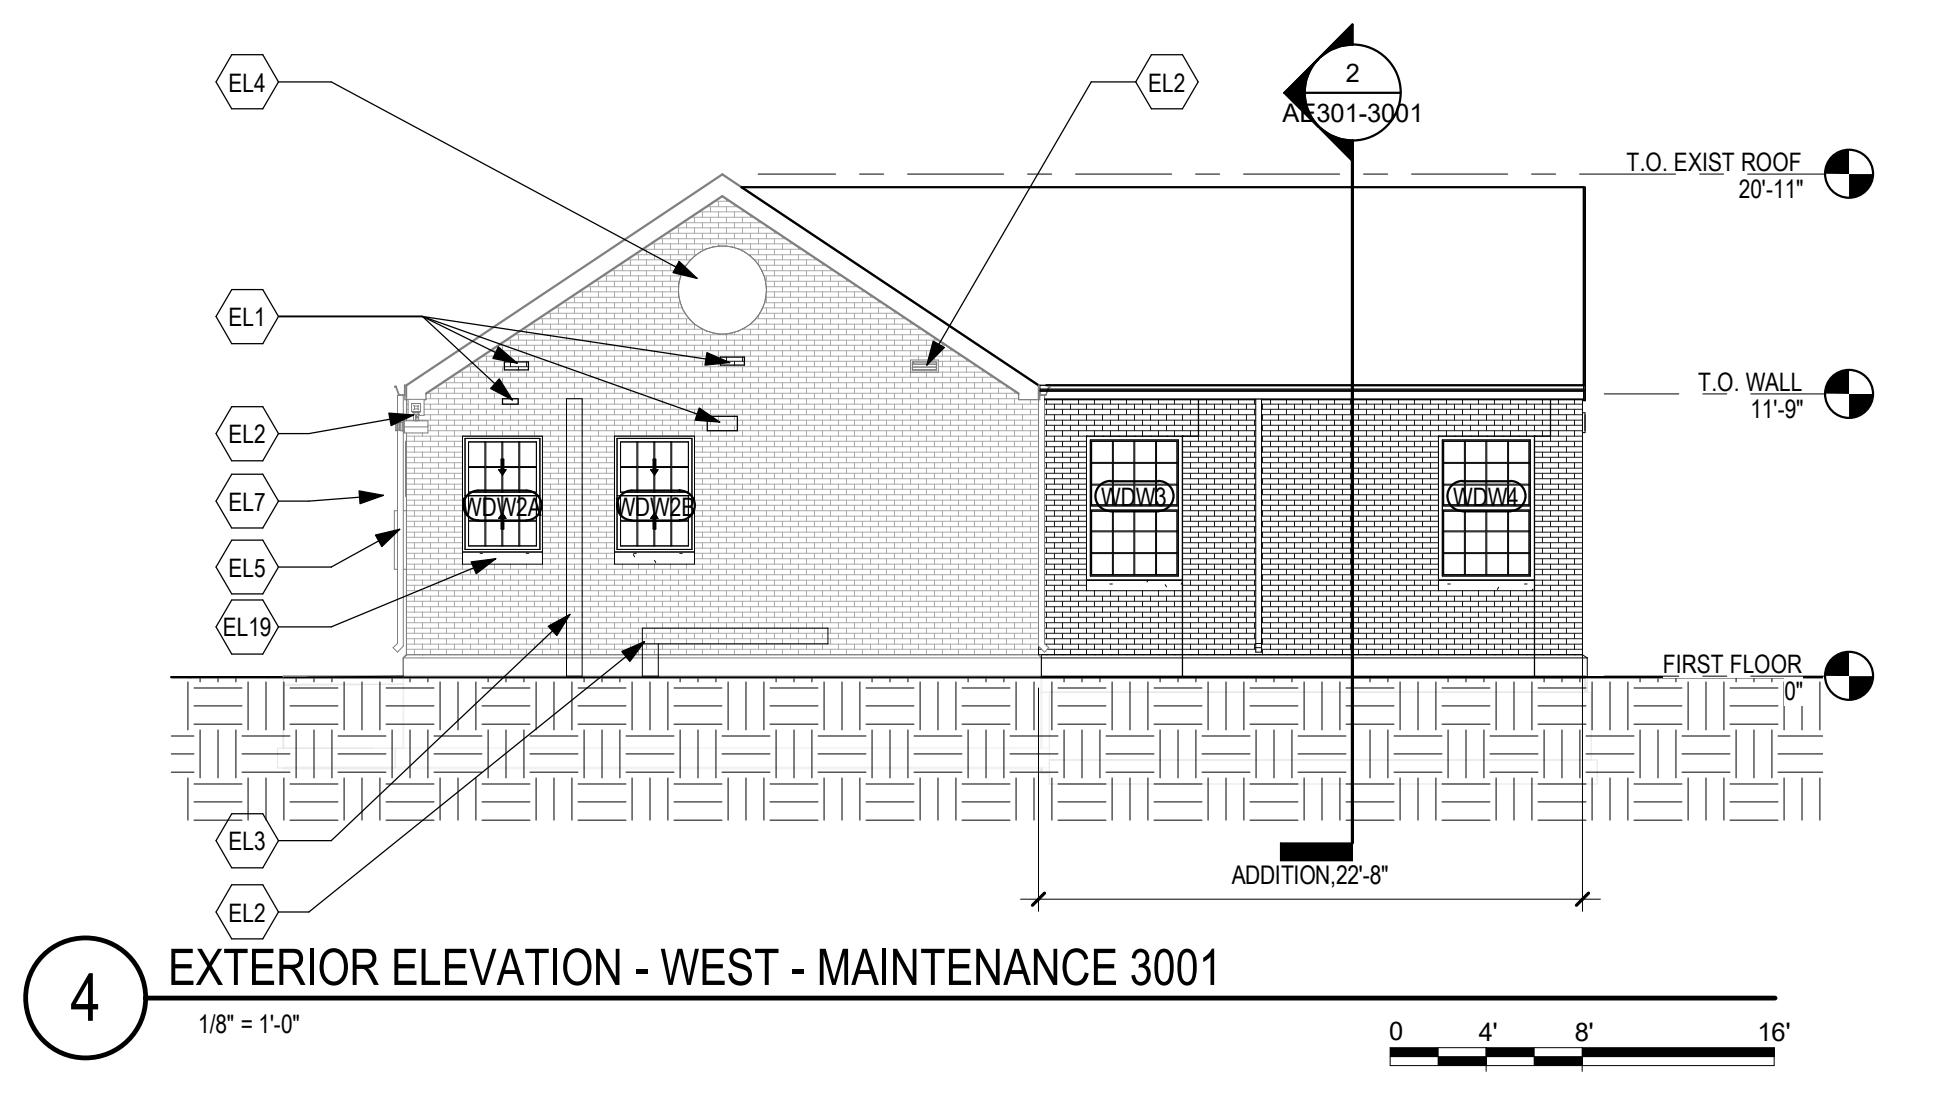 EL4
EL2
2
AE301-3001
T.O. EXIST ROOF
20'-11"
EL1
T.O. WALL
11'-9"
EL2
EL7
WDW2A
WDW2B
WDW3
WDW4
EL5
EL19
FIRST FLOOR
0"
EL3
ADDITION,22'-8"
EL2
4
EXTERIOR ELEVATION - WEST - MAINTENANCE 3001
1/8" = 1'-0"
0 4' 8' 16'